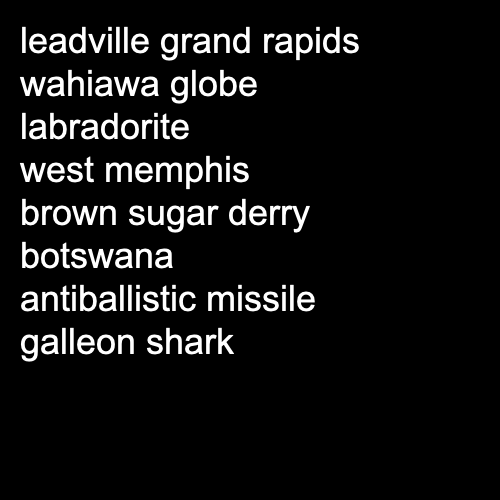 leadville grand rapids
wahiawa globe
labradorite
west memphis
brown sugar derry
botswana
antiballistic missile
galleon shark